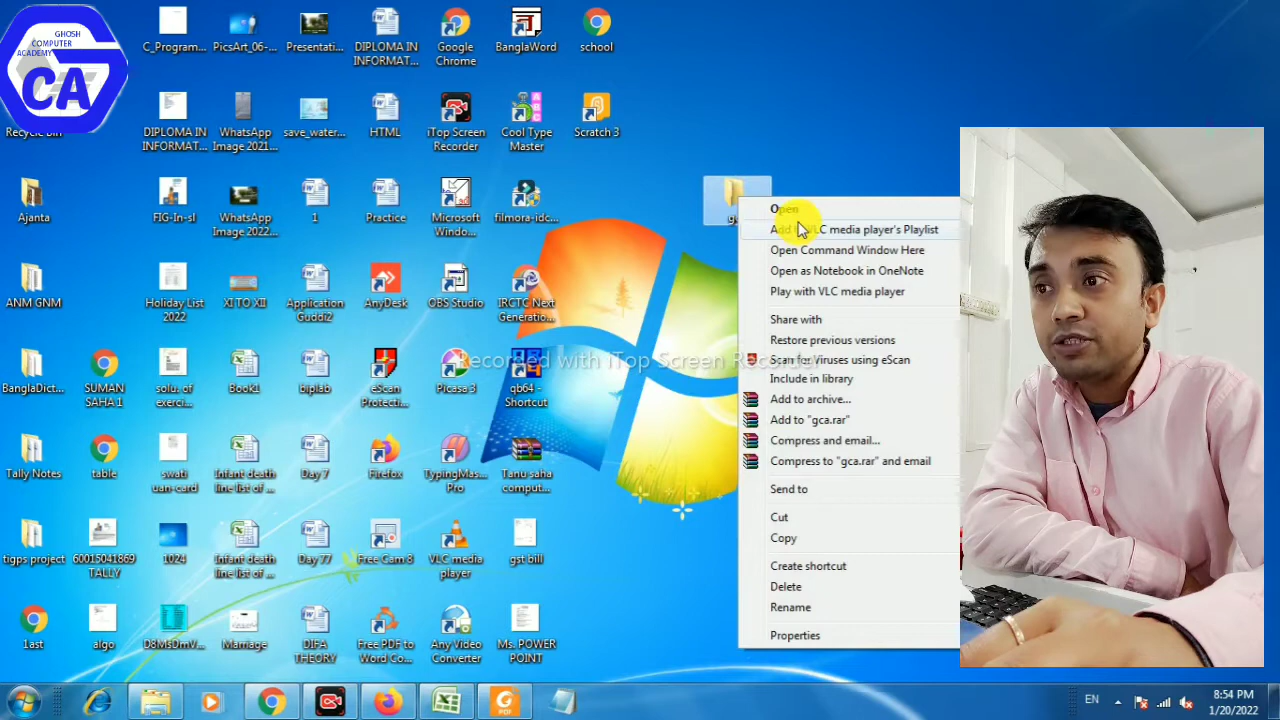 GHOSH
COMPUTER
ACADEMY
CA
Recycle Bin
Ajanta
ANM GNM
BanglaDict...
Tally Notes
tigps project
1ast
SUMAN
SAHA 1
table
60015041869
TALLY
algo
C_Program...
DIPLOMA IN
INFORMAT...
FIG-In-sl
Holiday List
2022
solu. of
exerci...
swati
uan-card
1024
D8MsDmV...
PicsArt_06-...
WhatsApp
Image 2021...
WhatsApp
Image 2022...
XI TO XII
Book1
Infant death
line list of ...
Infant death
line list of ...
Marriage
Presentati...
save_water...
1
Application
Guddi2
biplab
Day 7
Day 77
DIFA
THEORY
DIPLOMA IN
INFORMAT...
HTML
Practice
AnyDesk
eScan
Protecti...
Firefox
Free Cam 8
Free PDF to
Word Co...
Google
Chrome
iTop Screen
Recorder
Microsoft
Windo...
OBS Studio
Picasa 3
TypingMas...
Pro
VLC media
player
Any Video
Converter
BanglaWord
Cool Type
Master
filmora-idc...
IRCTC Next
Generatio...
qb64 -
Shortcut
Tanu saha
comput...
gst bill
Ms. POWER
POINT
school
Scratch 3
Recorded with iTop Screen Recorder
Open
Add VLC media player's Playlist
Open Command Window Here
Open as Notebook in OneNote
Play with VLC media player
Share with
Restore previous versions
Scan for Viruses using eScan
Include in library
Add to archive...
Add to "gca.rar"
Compress and email...
Compress to "gca.rar" and email
Send to
Cut
Copy
Create shortcut
Delete
Rename
Properties
EN
8:54 PM
1/20/2022